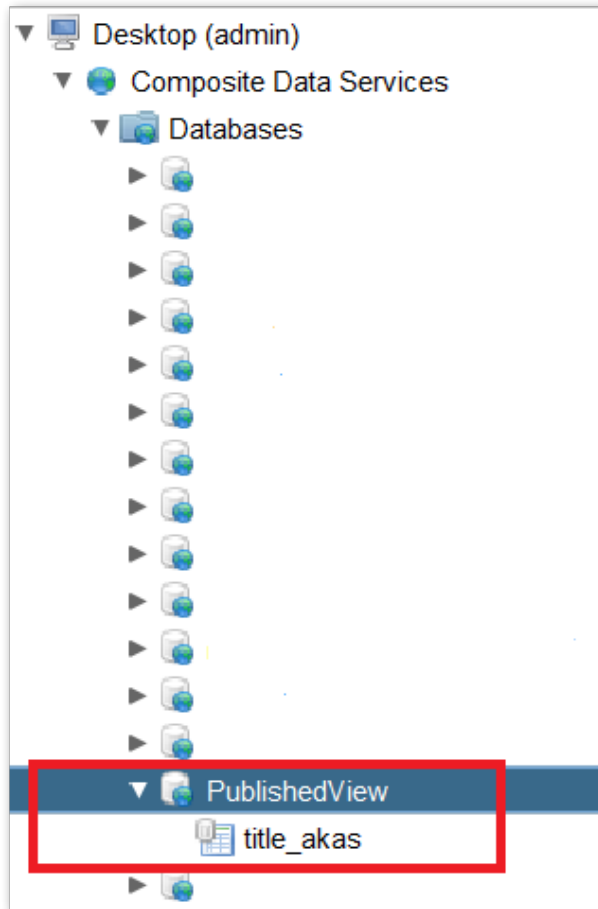 Desktop (admin)
Composite Data Services
Databases
PublishedView
title_akas